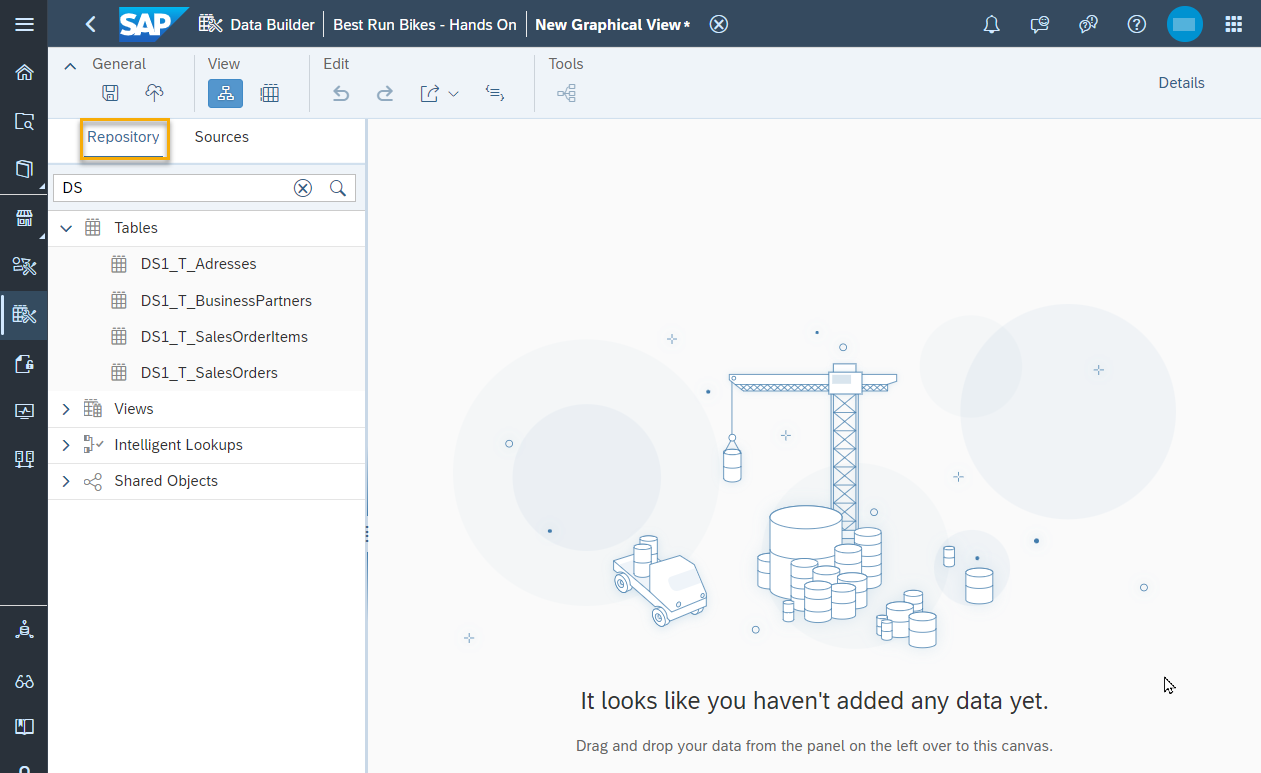 SAP Data Builder Best Run Bikes - Hands On New Graphical View*
General View Edit Tools
Details
Repository Sources
DS
Tables
DS1_T_Adresses
DS1_T_BusinessPartners
DS1_T_SalesOrderItems
DS1_T_SalesOrders
Views
Intelligent Lookups
Shared Objects
It looks like you haven't added any data yet.
Drag and drop your data from the panel on the left over to this canvas.